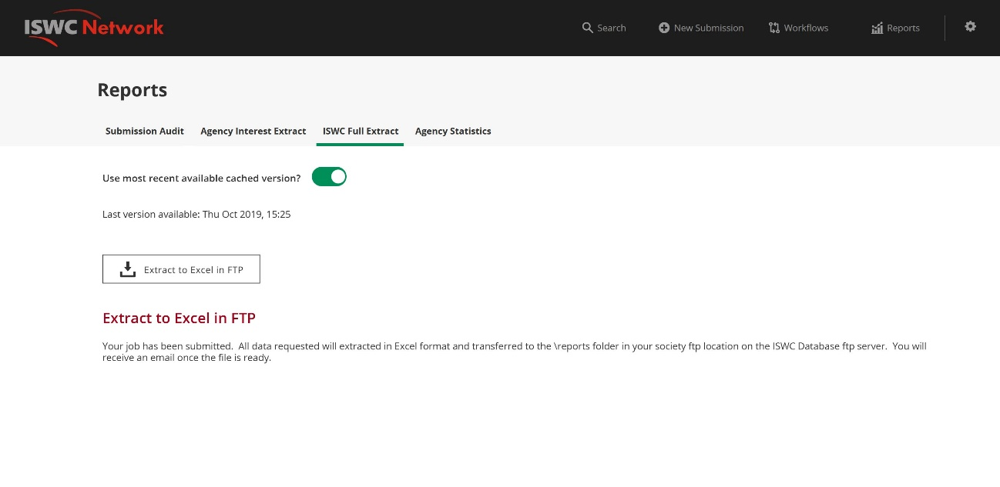 ISWC Network
Search
New Submission
Workflows
Reports
Reports
Submission Audit
Agency Interest Extract
ISWC Full Extract
Agency Statistics
Use most recent available cached version?
Last version available: Thu Oct 2019, 15:25
Extract to Excel in FTP
Extract to Excel in FTP
Your job has been submitted.  All data requested will extracted in Excel format and transferred to the \reports folder in your society ftp location on the ISWC Database ftp server.  You will
receive an email once the file is ready.